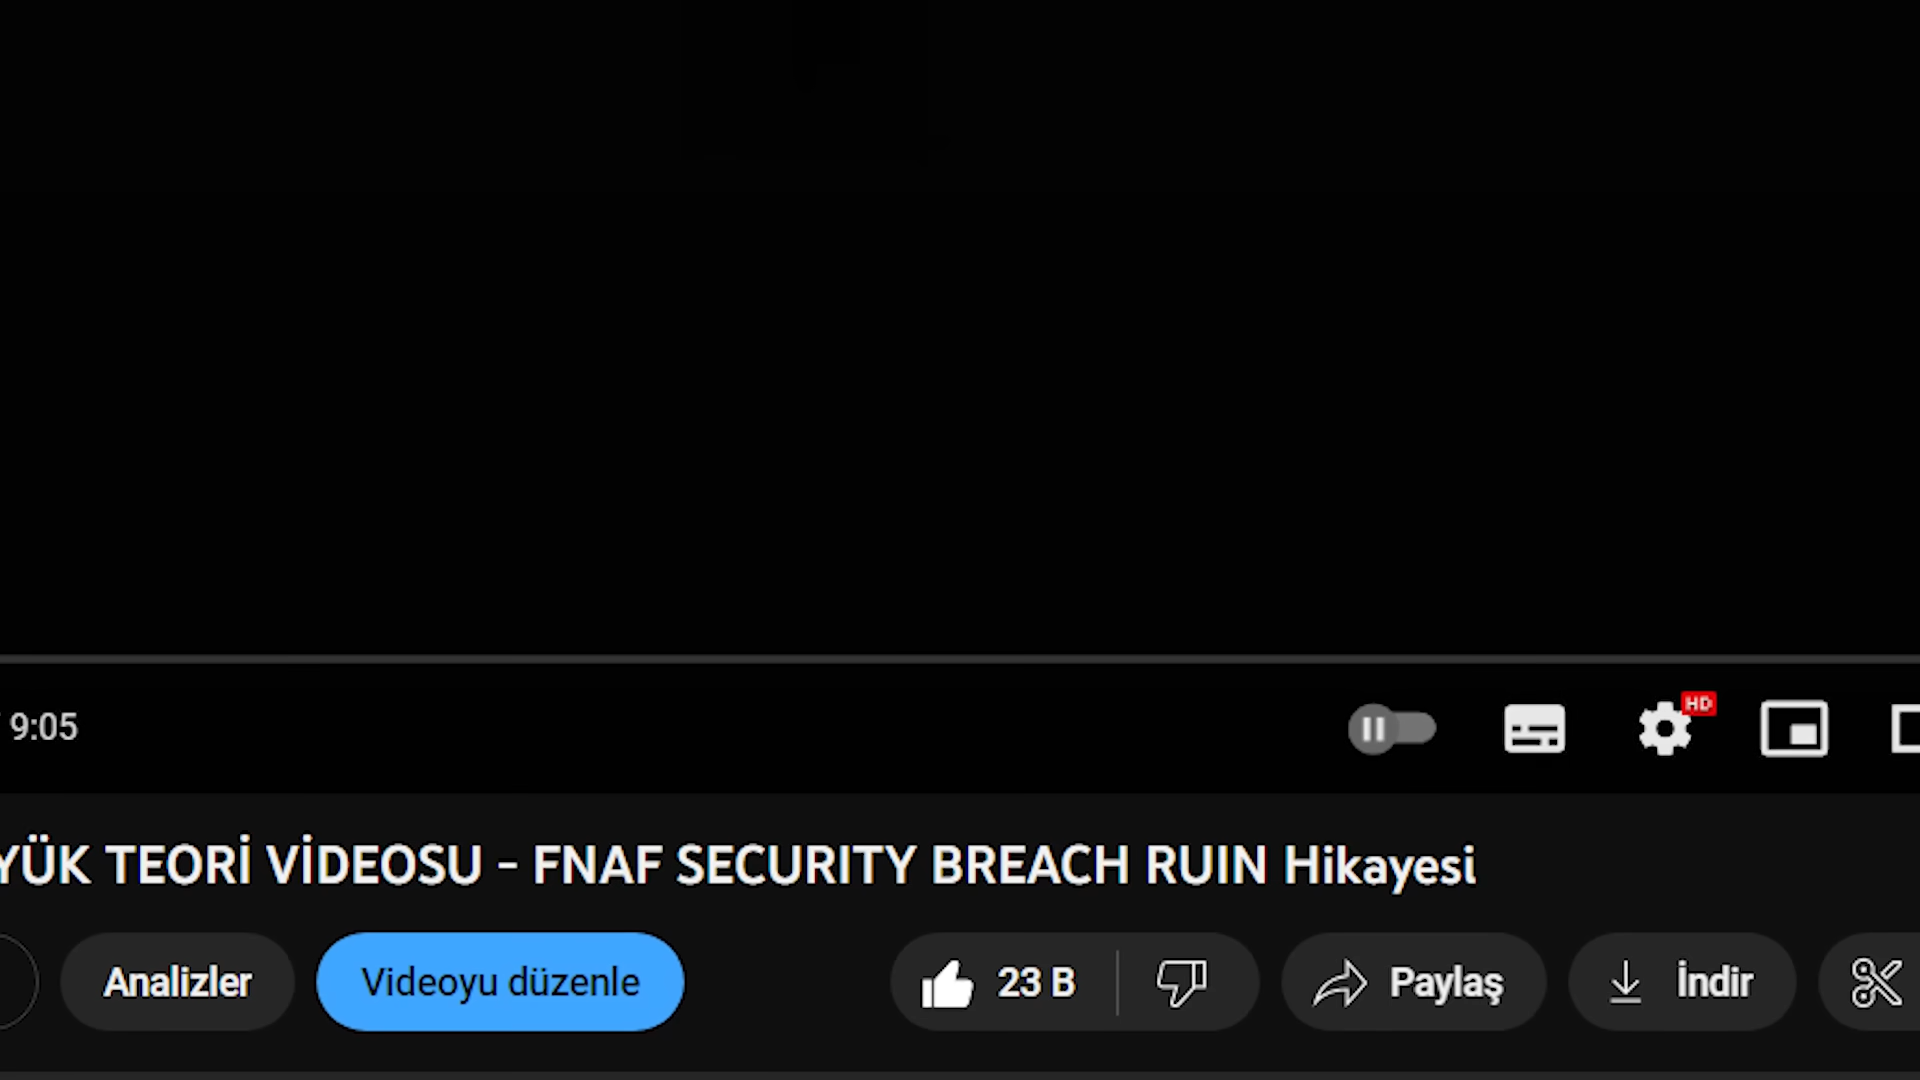 HD
9:05
YÜK TEORİ VİDEOSU - FNAF SECURITY BREACH RUIN Hikayesi
Analizler Videoyu düzenle 23 B Paylaş İndir